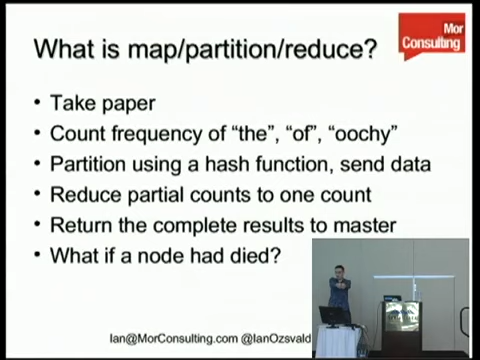 What is map/partition/reduce?
Mor
Consulting
• Take paper
• Count frequency of “the”, “of”, “oochy”
• Partition using a hash function, send data
• Reduce partial counts to one count
• Return the complete results to master
• What if a node had died?
Ian@MorConsulting.com @IanOzsvald